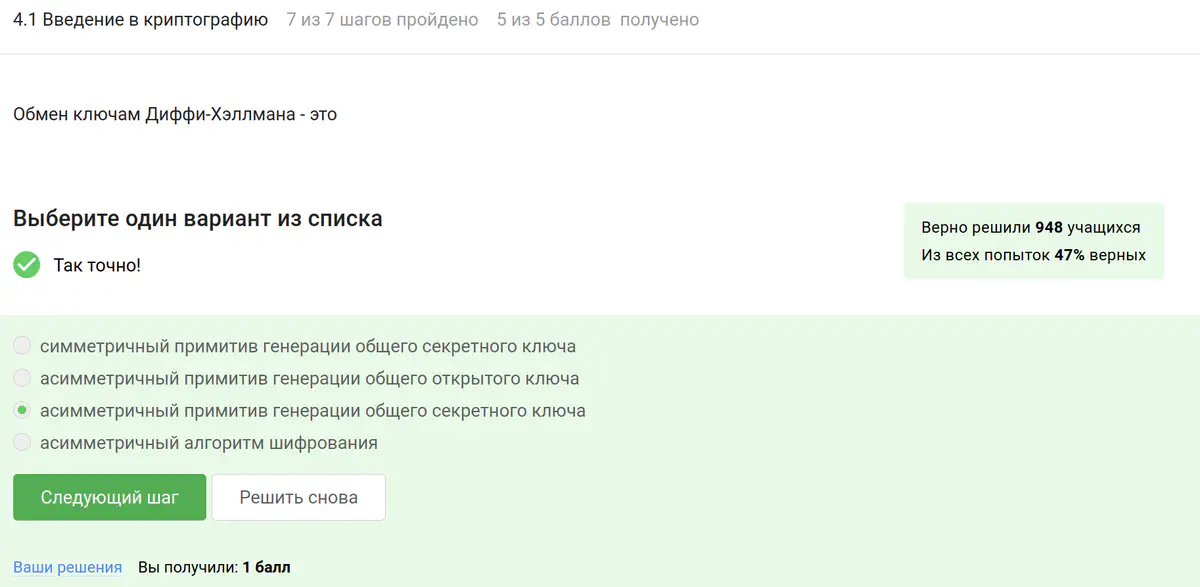 4.1 Введение в криптографию 7 из 7 шагов пройдено 5 из 5 баллов получено
Обмен ключам Диффи-Хэллмана - это
Выберите один вариант из списка
Так точно!
Верно решили 948 учащихся
Из всех попыток 47% верных
симметричный примитив генерации общего секретного ключа
асимметричный примитив генерации общего открытого ключа
асимметричный примитив генерации общего секретного ключа
асимметричный алгоритм шифрования
Следующий шаг Решить снова
Ваши решения Вы получили: 1 балл